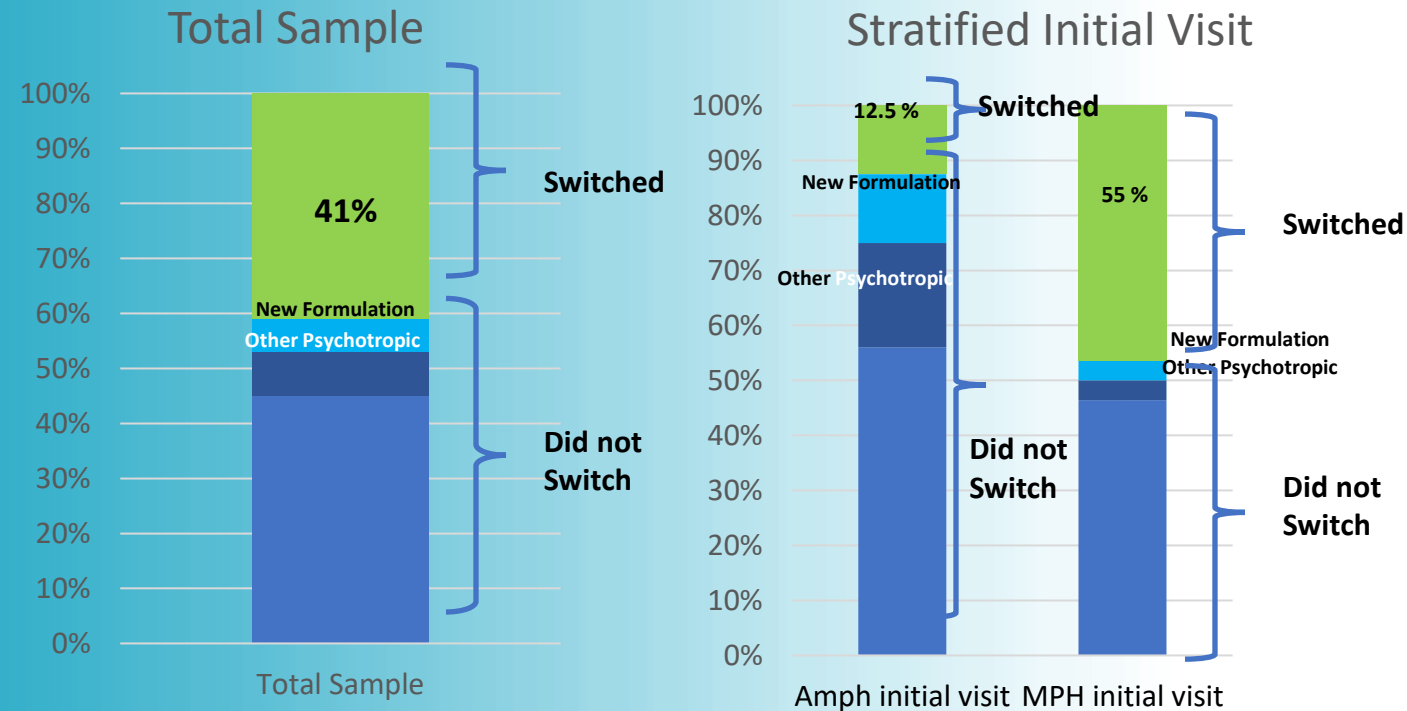 Total Sample
100%
90%
80%
70%
60%
50%
40%
30%
20%
10%
0%
41%
New Formulation
Other Psychotropic
Switched
Did not
Switch
Total Sample
Stratified Initial Visit
100%
90%
80%
70%
60%
50%
40%
30%
20%
10%
0%
12.5 %
New Formulation
Other Psychotropic
Switched
Did not
Switch
55 %
New Formulation
Other Psychotropic
Switched
Did not
Switch
Amph initial visit
MPH initial visit